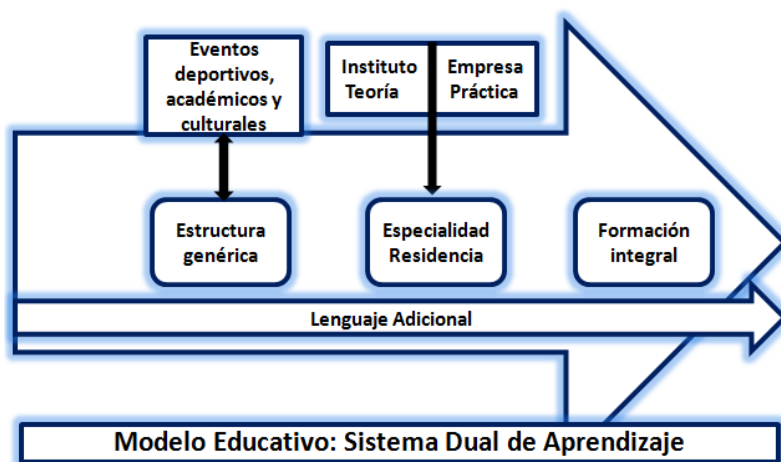 Eventos
deportivos,
académicos y
culturales
Instituto
Teoría
Empresa
Práctica
Estructura
genérica
Especialidad
Residencia
Formación
integral
Lenguaje Adicional
Modelo Educativo: Sistema Dual de Aprendizaje